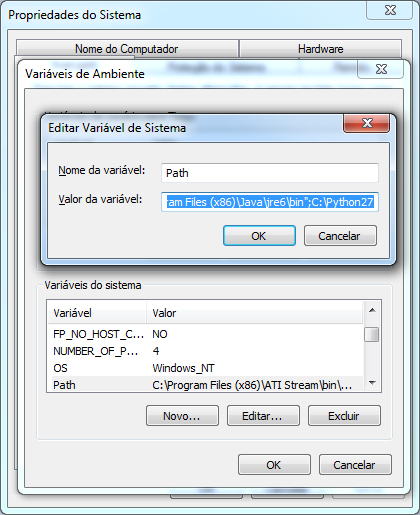 Propriedades do Sistema
Nome do Computador
Hardware
Variáveis de Ambiente
Editar Variável de Sistema
Nome da variável:
Path
Valor da variável:
ram Files (x86)\Java\jre6\bin";C:\Python27
OK
Cancelar
Variáveis do sistema
Variável Valor
FP_NO_HOST_C... NO
NUMBER_OF_P... 4
OS Windows_NT
Path C:\Program Files (x86)\ATI Stream\bin\...
Novo...
Editar...
Excluir
OK
Cancelar